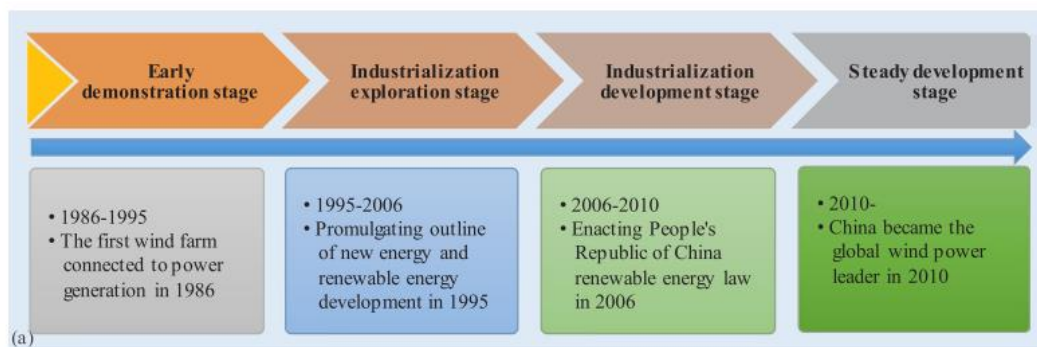 Early
demonstration stage
Industrialization
exploration stage
Industrialization
development stage
Steady development
stage
• 1986-1995
• The first wind farm
connected to power
generation in 1986
• 1995-2006
• Promulgating outline
of new energy and
renewable energy
development in 1995
• 2006-2010
• Enacting People's
Republic of China
renewable energy law
in 2006
• 2010-
• China became the
global wind power
leader in 2010
(a)